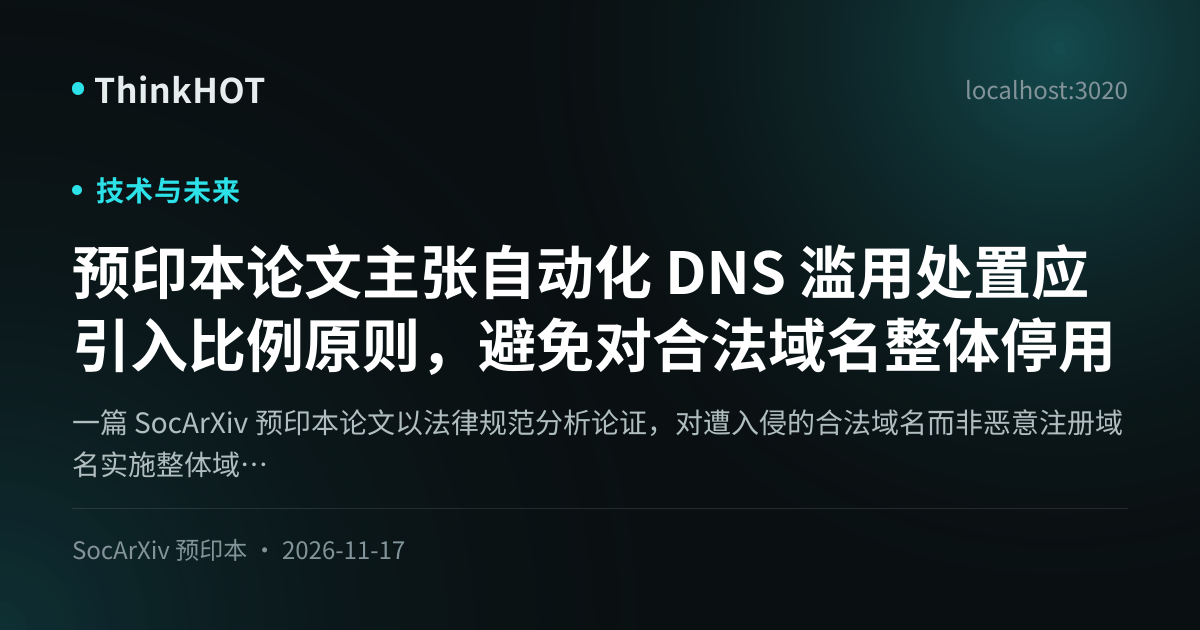 ThinkHOT
localhost:3020
技术与未来
预印本论文主张自动化 DNS 滥用处置应
引入比例原则，避免对合法域名整体停用
一篇 SocArXiv 预印本论文以法律规范分析论证，对遭入侵的合法域名而非恶意注册域
名实施整体域…
SocArXiv 预印本 • 2026-11-17